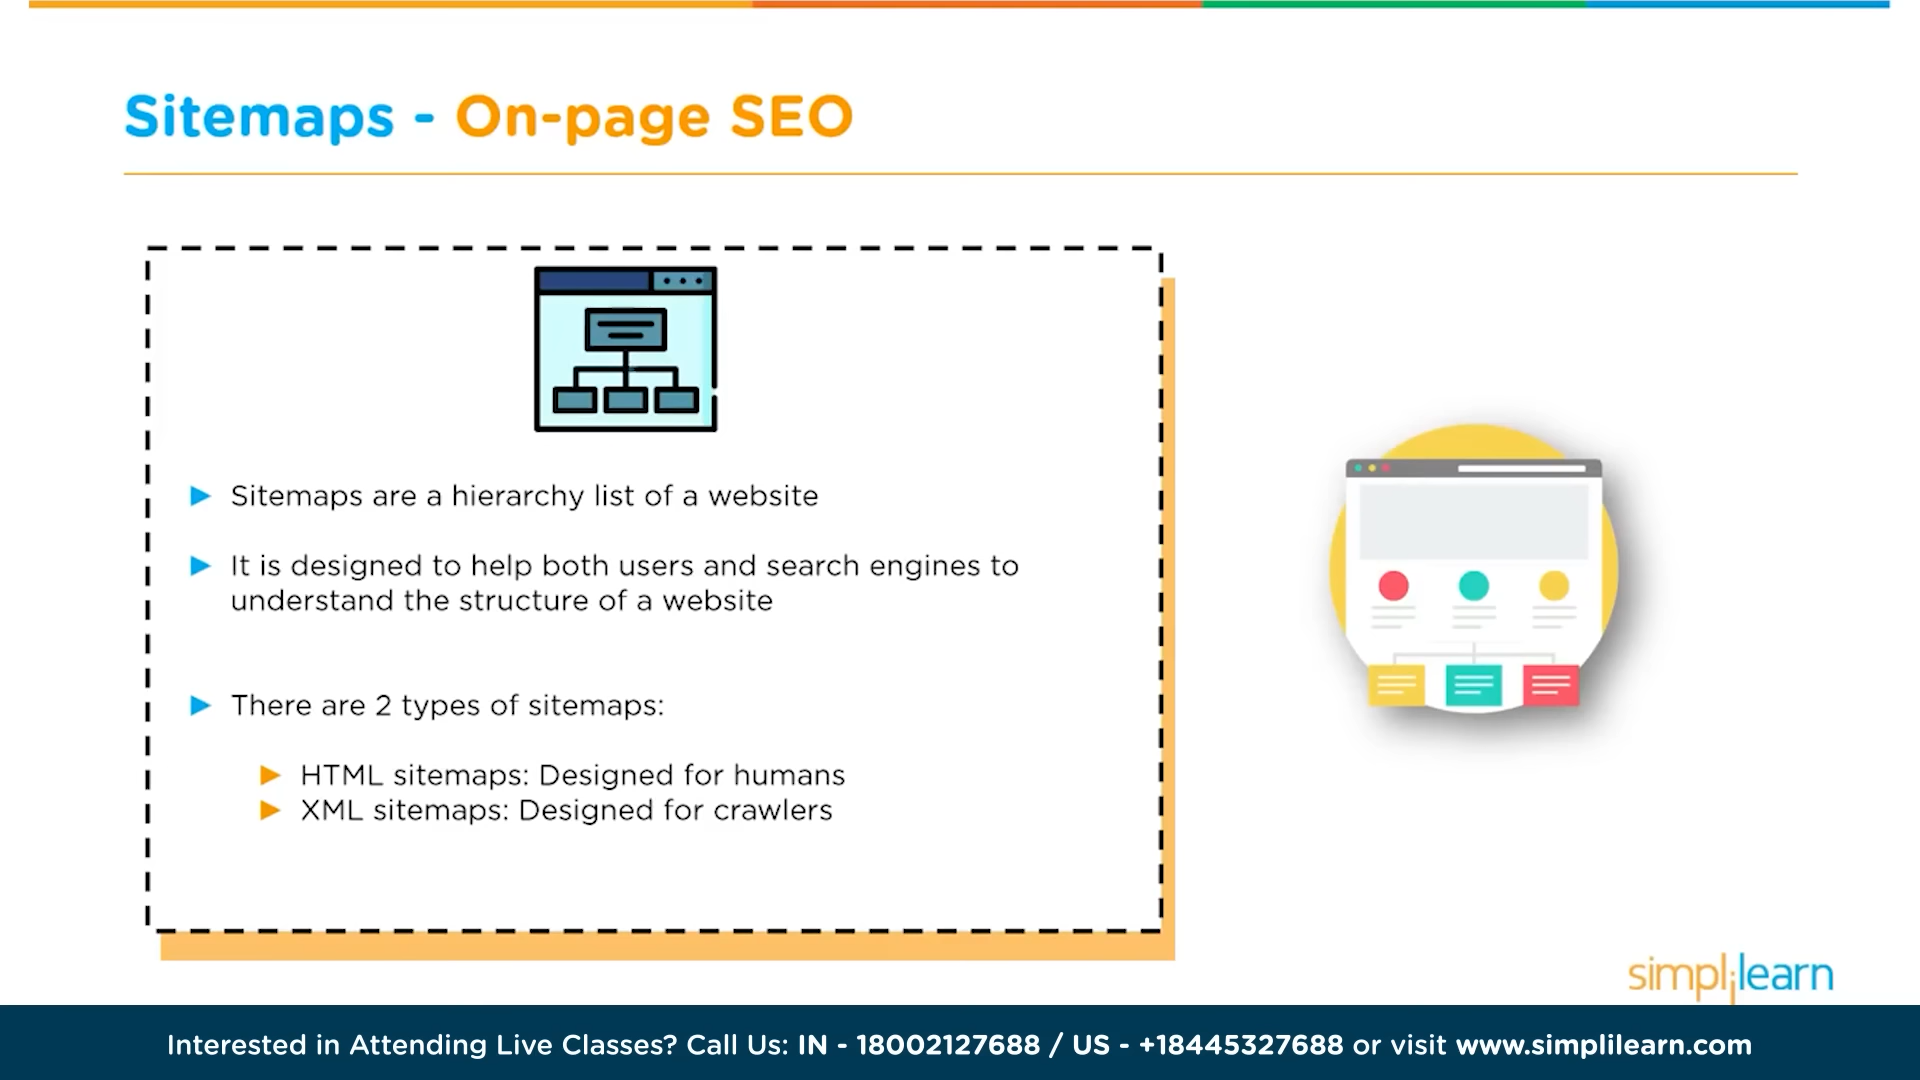 Sitemaps - On-page SEO
Sitemaps are a hierarchy list of a website
It is designed to help both users and search engines to
understand the structure of a website
There are 2 types of sitemaps:
HTML sitemaps: Designed for humans
XML sitemaps: Designed for crawlers
simplilearn
Interested in Attending Live Classes? Call Us: IN - 18002127688 / US - +18445327688 or visit www.simplilearn.com